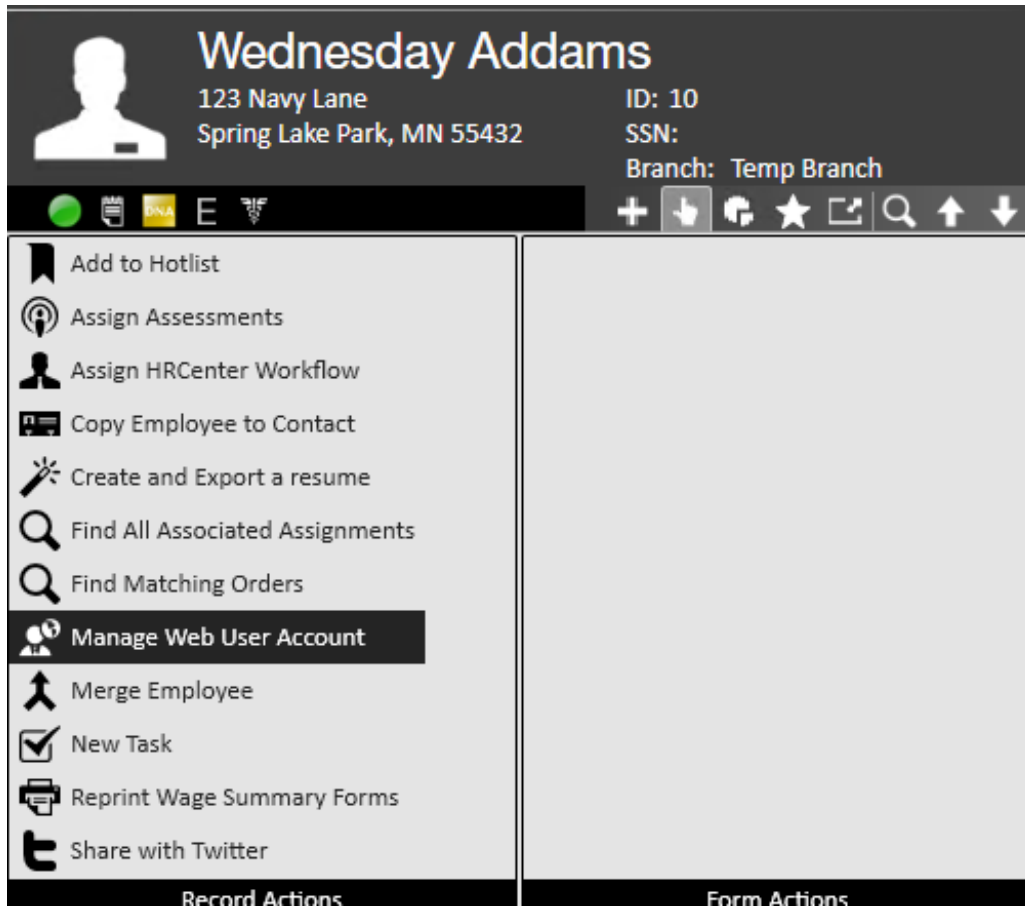 Wednesday Addams
123 Navy Lane
Spring Lake Park, MN 55432
ID: 10
SSN:
Branch: Temp Branch
DNA E
Add to Hotlist
Assign Assessments
Assign HRCenter Workflow
Copy Employee to Contact
Create and Export a resume
Find All Associated Assignments
Find Matching Orders
Manage Web User Account
Merge Employee
New Task
Reprint Wage Summary Forms
Share with Twitter
Record Actions
Form Actions